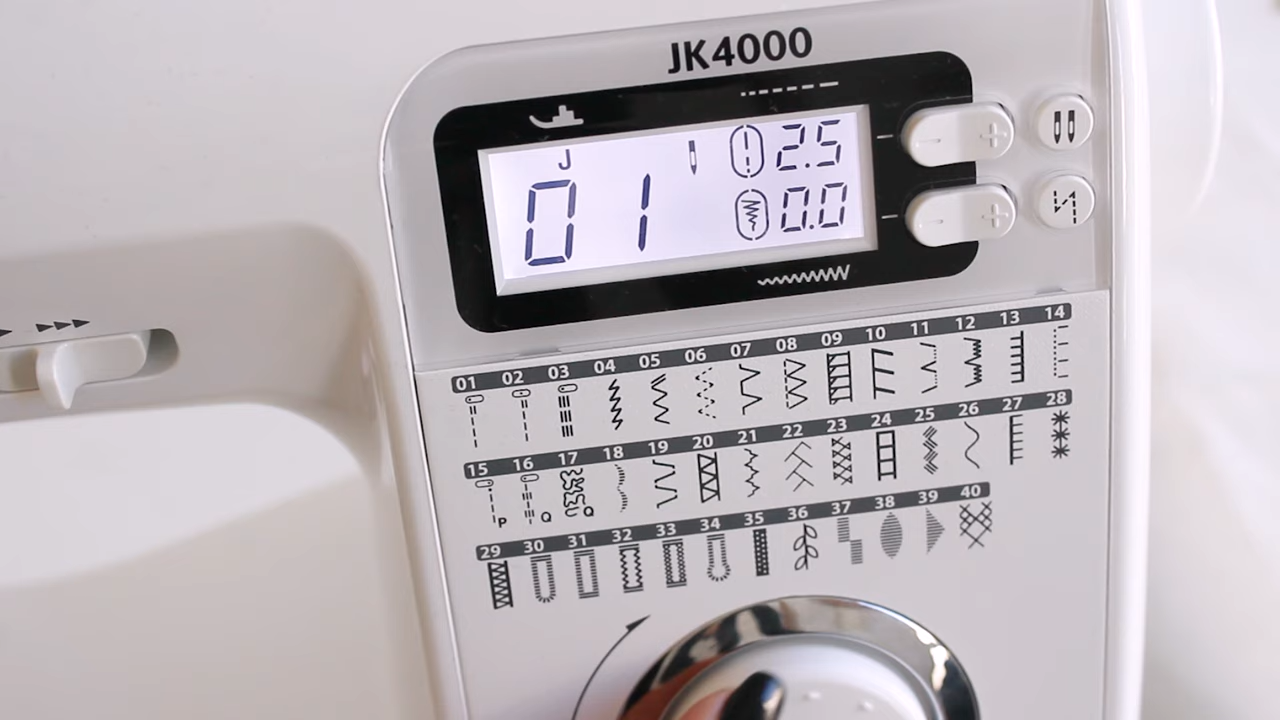 JK4000
J 2.5
01 0.0
01 02 03 04 05 06 07 08 09 10 11 12 13 14
15 16 17 18 19 20 21 22 23 24 25 26 27 28
P Q Q
29 30 31 32 33 34 35 36 37 38 39 40